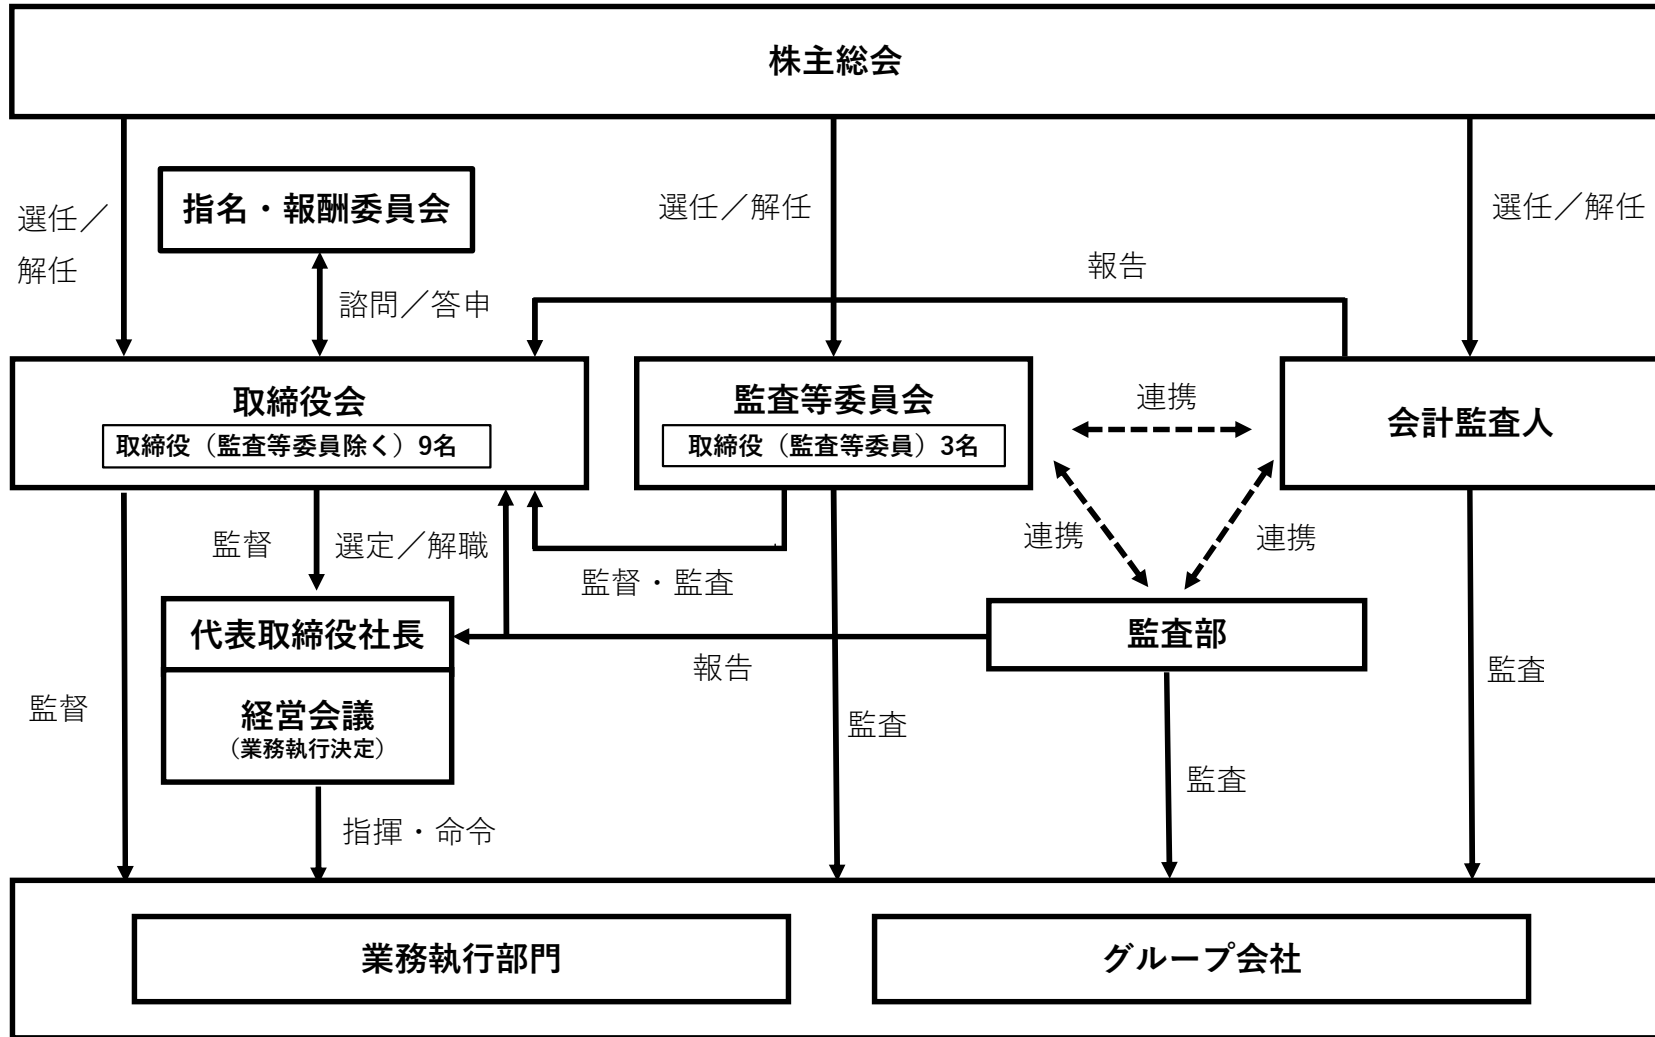 株主総会
選任／
解任
指名・報酬委員会
選任／解任
選任／解任
報告
諮問／答申
取締役会
取締役（監査等委員除く）9名
監査等委員会
取締役（監査等委員）3名
連携
会計監査人
監督
選定／解職
監督・監査
連携
連携
代表取締役社長
監査部
報告
監督
経営会議
（業務執行決定）
監査
監査
監査
指揮・命令
業務執行部門
グループ会社